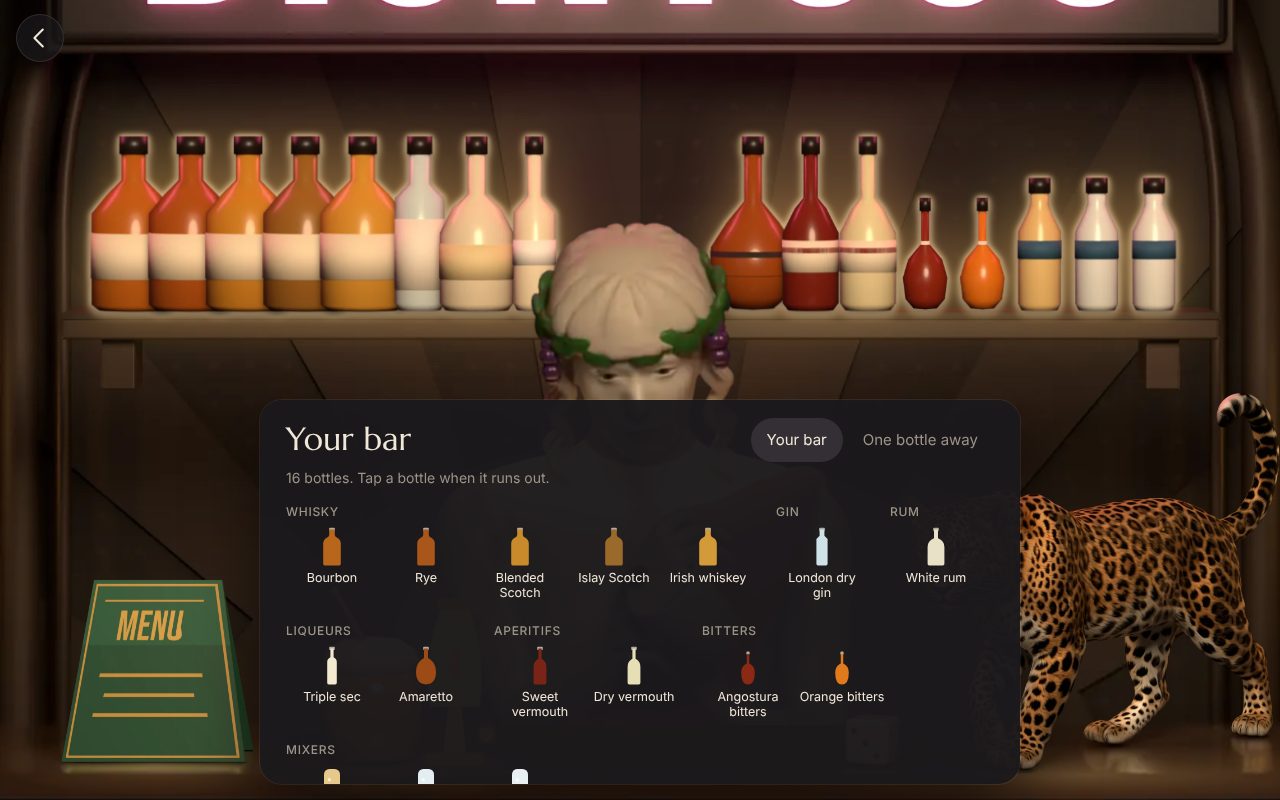 Your bar
Your bar
One bottle away
16 bottles. Tap a bottle when it runs out.
WHISKY
GIN
RUM
Bourbon
Rye
Blended
Scotch
Islay Scotch
Irish whiskey
London dry
gin
White rum
MENU
LIQUEURS
APERITIFS
BITTERS
Triple sec
Amaretto
Sweet
vermouth
Dry vermouth
Angostura
bitters
Orange bitters
MIXERS